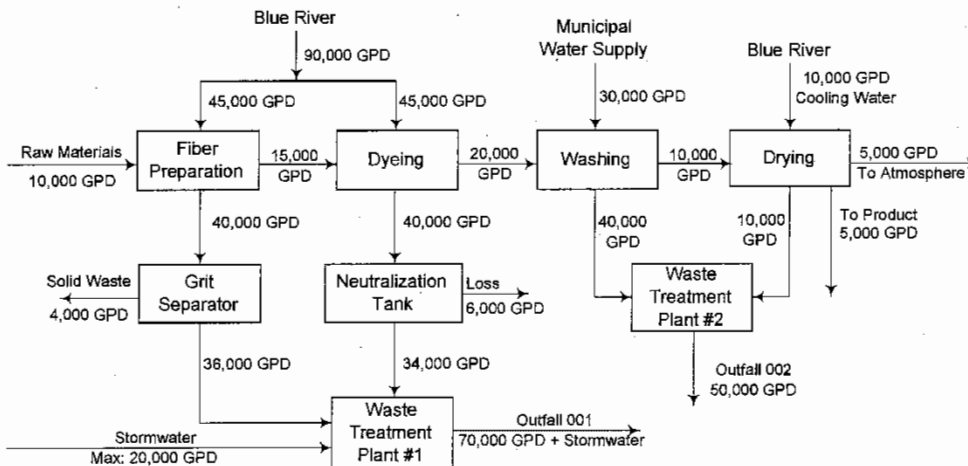 Blue River
90,000 GPD
Municipal
Water Supply
Blue River
45,000 GPD
45,000 GPD
30,000 GPD
10,000 GPD
Cooling Water
Raw Materials
10,000 GPD
Fiber
Preparation
15,000
GPD
Dyeing
20,000
GPD
Washing
10,000
GPD
Drying
5,000 GPD
To Atmosphere
40,000 GPD
40,000 GPD
40,000
GPD
10,000
GPD
To Product
5,000 GPD
Solid Waste
4,000 GPD
Grit
Separator
Neutralization
Tank
Loss
6,000 GPD
Waste
Treatment
Plant #2
36,000 GPD
34,000 GPD
Outfall 002
50,000 GPD
Stormwater
Max: 20,000 GPD
Waste
Treatment
Plant #1
Outfall 001
70,000 GPD + Stormwater